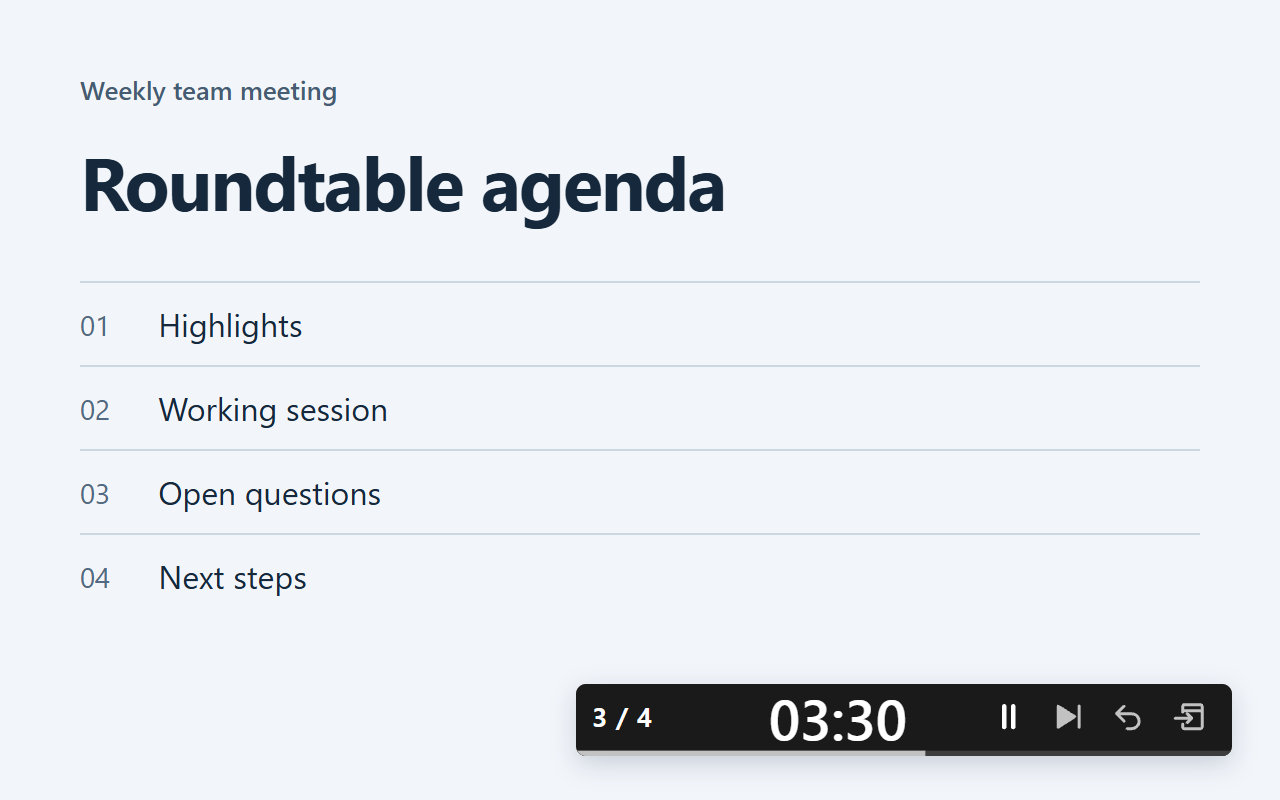 Weekly team meeting
Roundtable agenda
01 Highlights
02 Working session
03 Open questions
04 Next steps
3 / 4 03:30